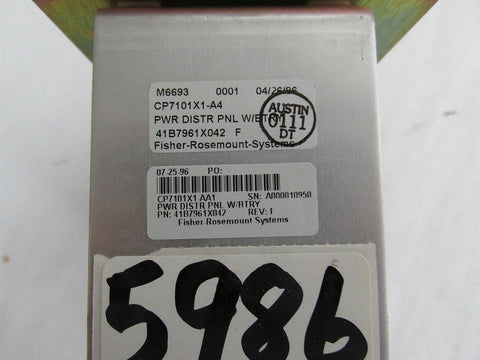 M6693 0001 04/26/96
CP7101X1-A4
PWR DISTR PNL W/BTRY
41B7961X042 F
Fisher-Rosemount-Systems
AUSTIN
0111
DT
07-25-96 PO:
CP7101X1-AA1 SN: A000010950
PWR DISTR PNL W/BTRY
PN: 41B7961X042 REV: F
Fisher-Rosemount Systems
5986